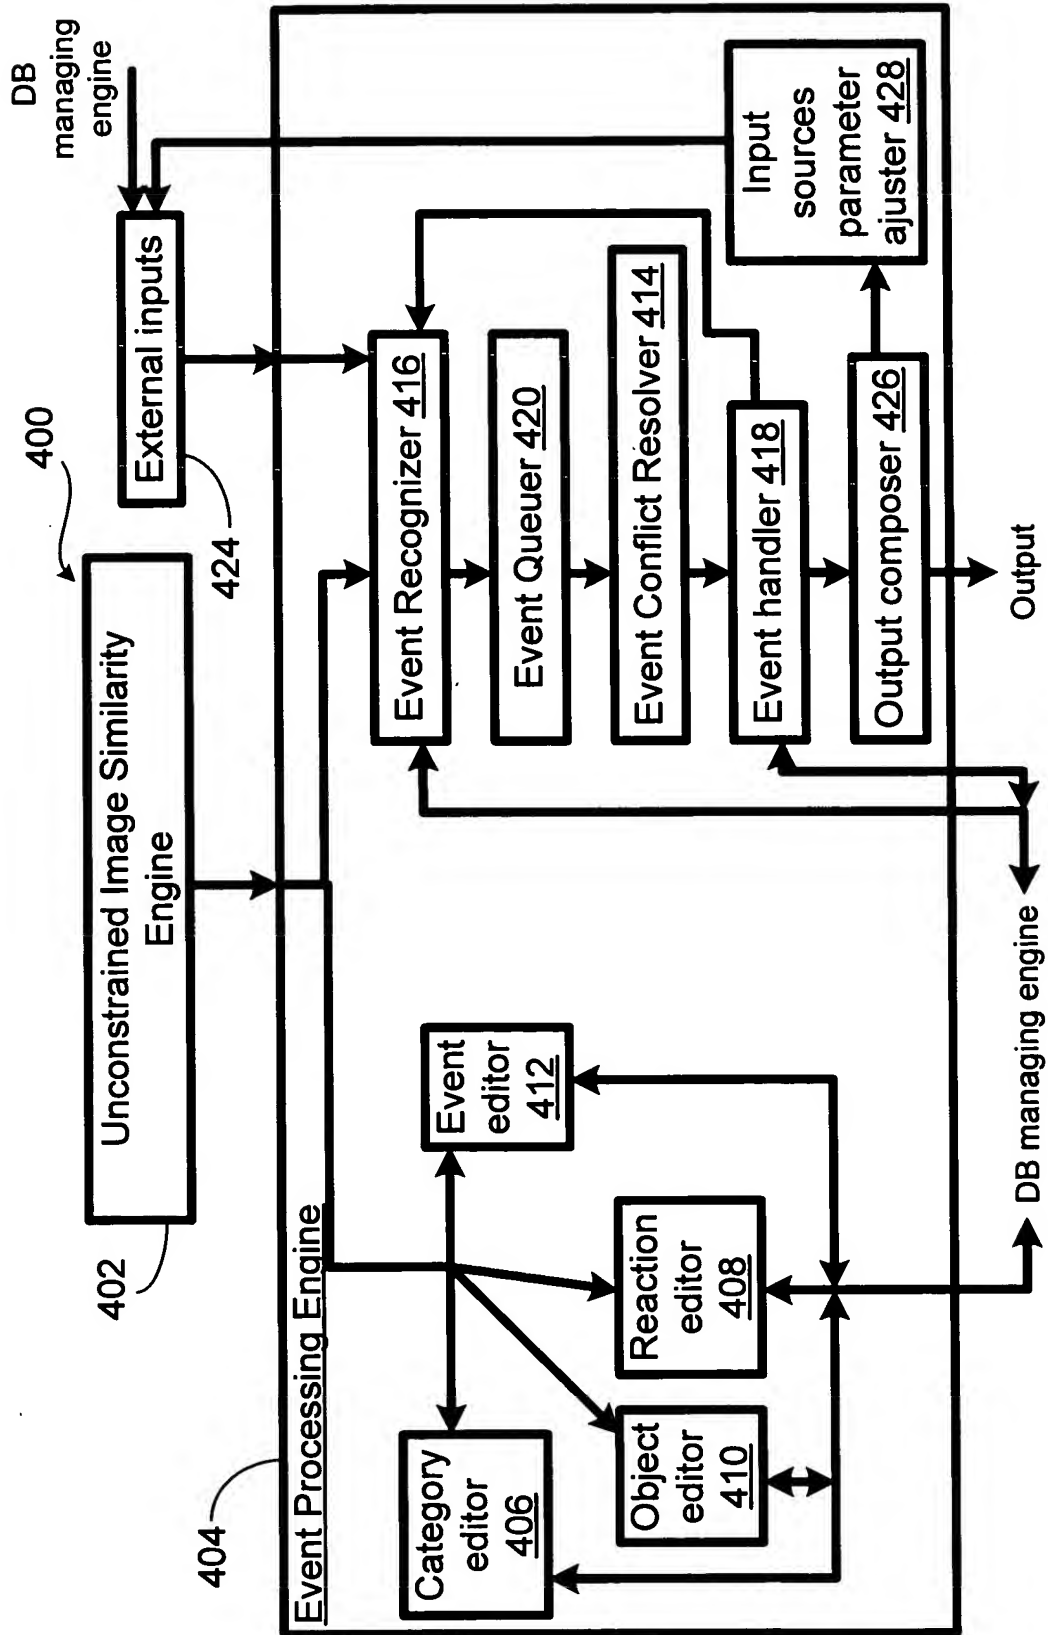 400
Unconstrained Image Similarity
Engine
402
DB
managing
engine
External inputs
424
404
Event Processing Engine
Category
editor
406
Event
editor
412
Object
editor
410
Reaction
editor
408
Event Recognizer 416
Event Queuer 420
Event Conflict Resolver 414
Event handler 418
Output composer 426
Input
sources
parameter
ajuster 428
DB managing engine
Output